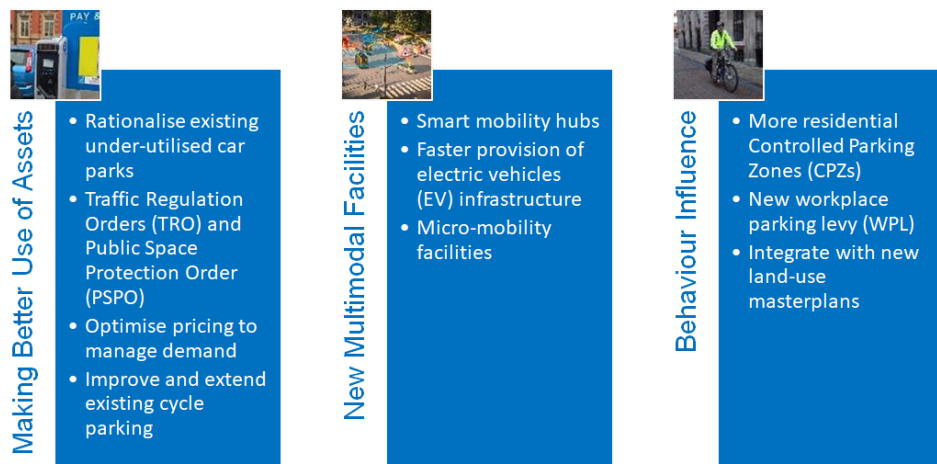 PAY &
Making Better Use of Assets
• Rationalise existing
under-utilised car
parks
• Traffic Regulation
Orders (TRO) and
Public Space
Protection Order
(PSPO)
• Optimise pricing to
manage demand
• Improve and extend
existing cycle
parking
New Multimodal Facilities
• Smart mobility hubs
• Faster provision of
electric vehicles
(EV) infrastructure
• Micro-mobility
facilities
Behaviour Influence
• More residential
Controlled Parking
Zones (CPZs)
• New workplace
parking levy (WPL)
• Integrate with new
land-use
masterplans